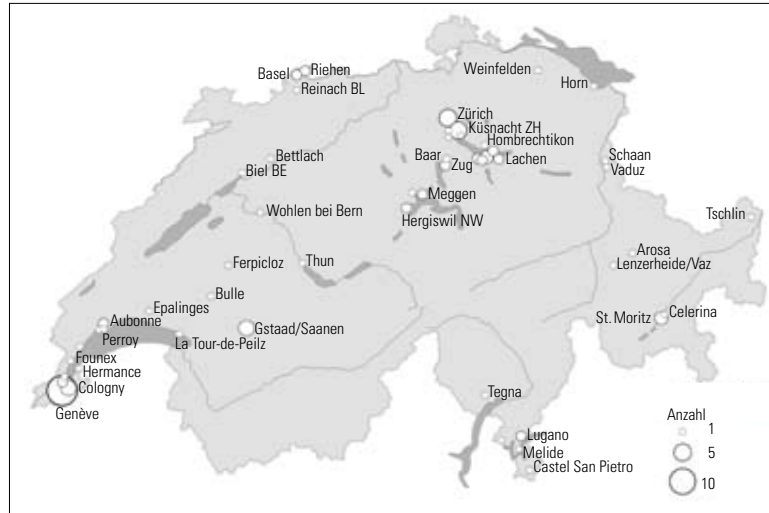 Basel
Riehen
Reinach BL
Weinfelden
Horn
Zürich
Küsnacht ZH
Hombrechtikon
Baar
Zug
Lachen
Bettlach
Biel BE
Schaan
Vaduz
Meggen
Wohlen bei Bern
Hergiswil NW
Tschlin
Ferpicloz
Thun
Arosa
Lenzerheide/Vaz
Bulle
Epalinges
Aubonne
Perroy
Gstaad/Saanen
La Tour-de-Peilz
St. Moritz
Celerina
Founex
Hermance
Cologny
Genève
Tegna
Lugano
Melide
Castel San Pietro
Anzahl
1
5
10